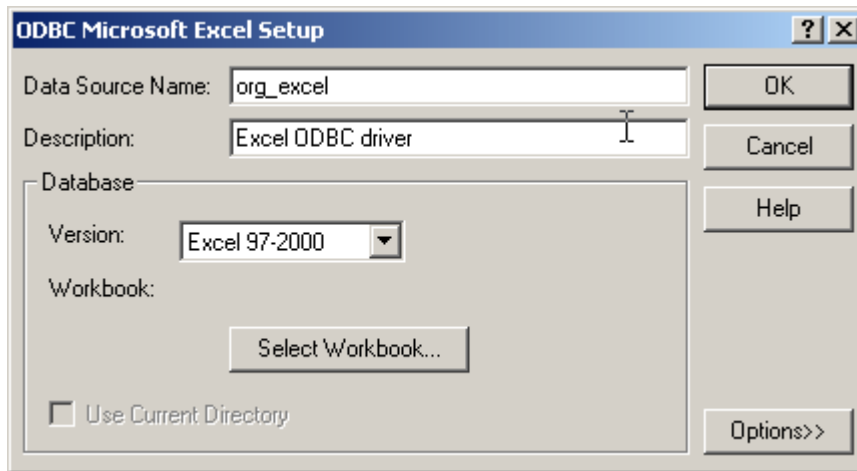 ODBC Microsoft Excel Setup
Data Source Name: org_excel
OK
Description: Excel ODBC driver
Cancel
Database
Help
Version: Excel 97-2000
Workbook:
Select Workbook...
Use Current Directory
Options>>